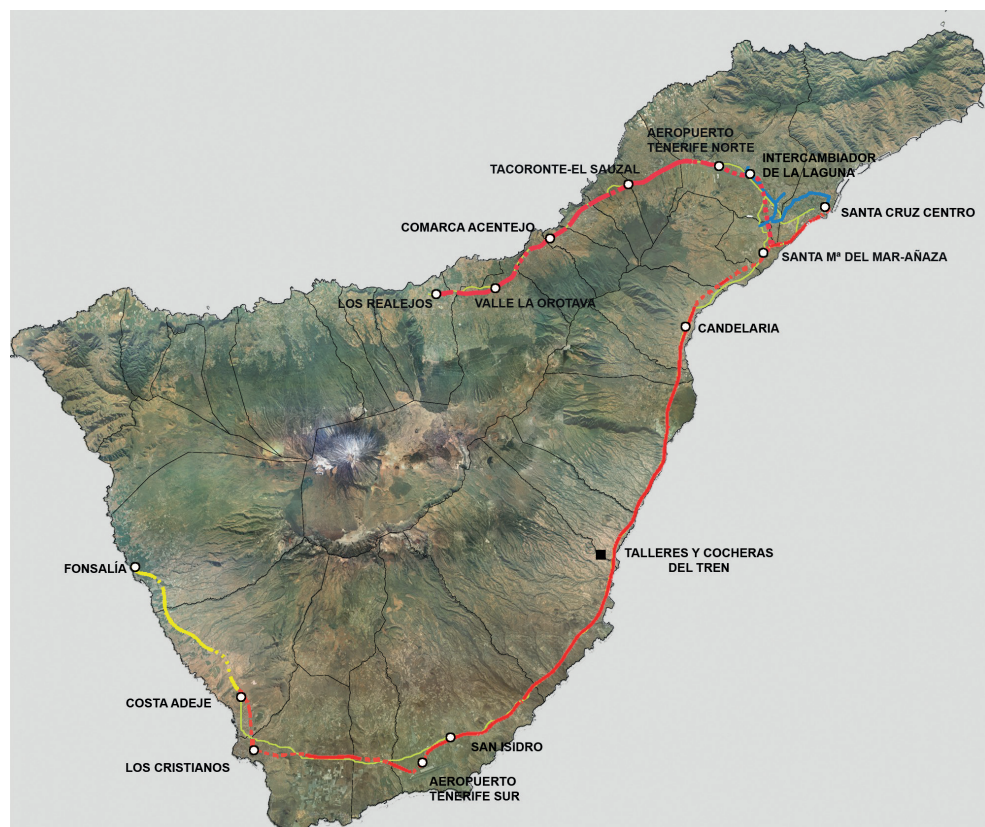 AEROPUERTO
TENERIFE NORTE
INTERCAMBIADOR
DE LA LAGUNA
TACORONTE-EL SAUZAL
SANTA CRUZ CENTRO
COMARCA ACENTEJO
SANTA Mª DEL MAR-AÑAZA
LOS REALEJOS
VALLE LA OROTAVA
CANDELARIA
TALLERES Y COCHERAS
DEL TREN
FONSALÍA
COSTA ADEJE
SAN ISIDRO
LOS CRISTIANOS
AEROPUERTO
TENERIFE SUR